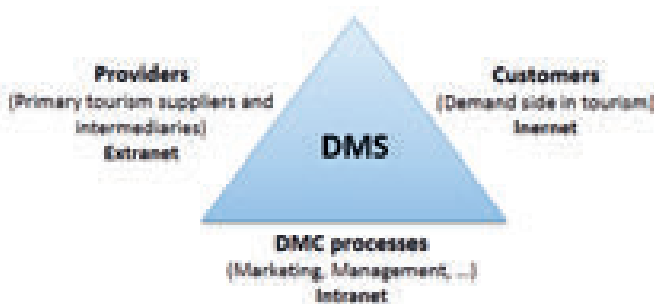 Providers
(Primary tourism suppliers and
intermediaries)
Extranet
Customers
(Demand side in tourism)
Inernet
DMS
DMC processes
(Marketing, Management, ...)
Intranet